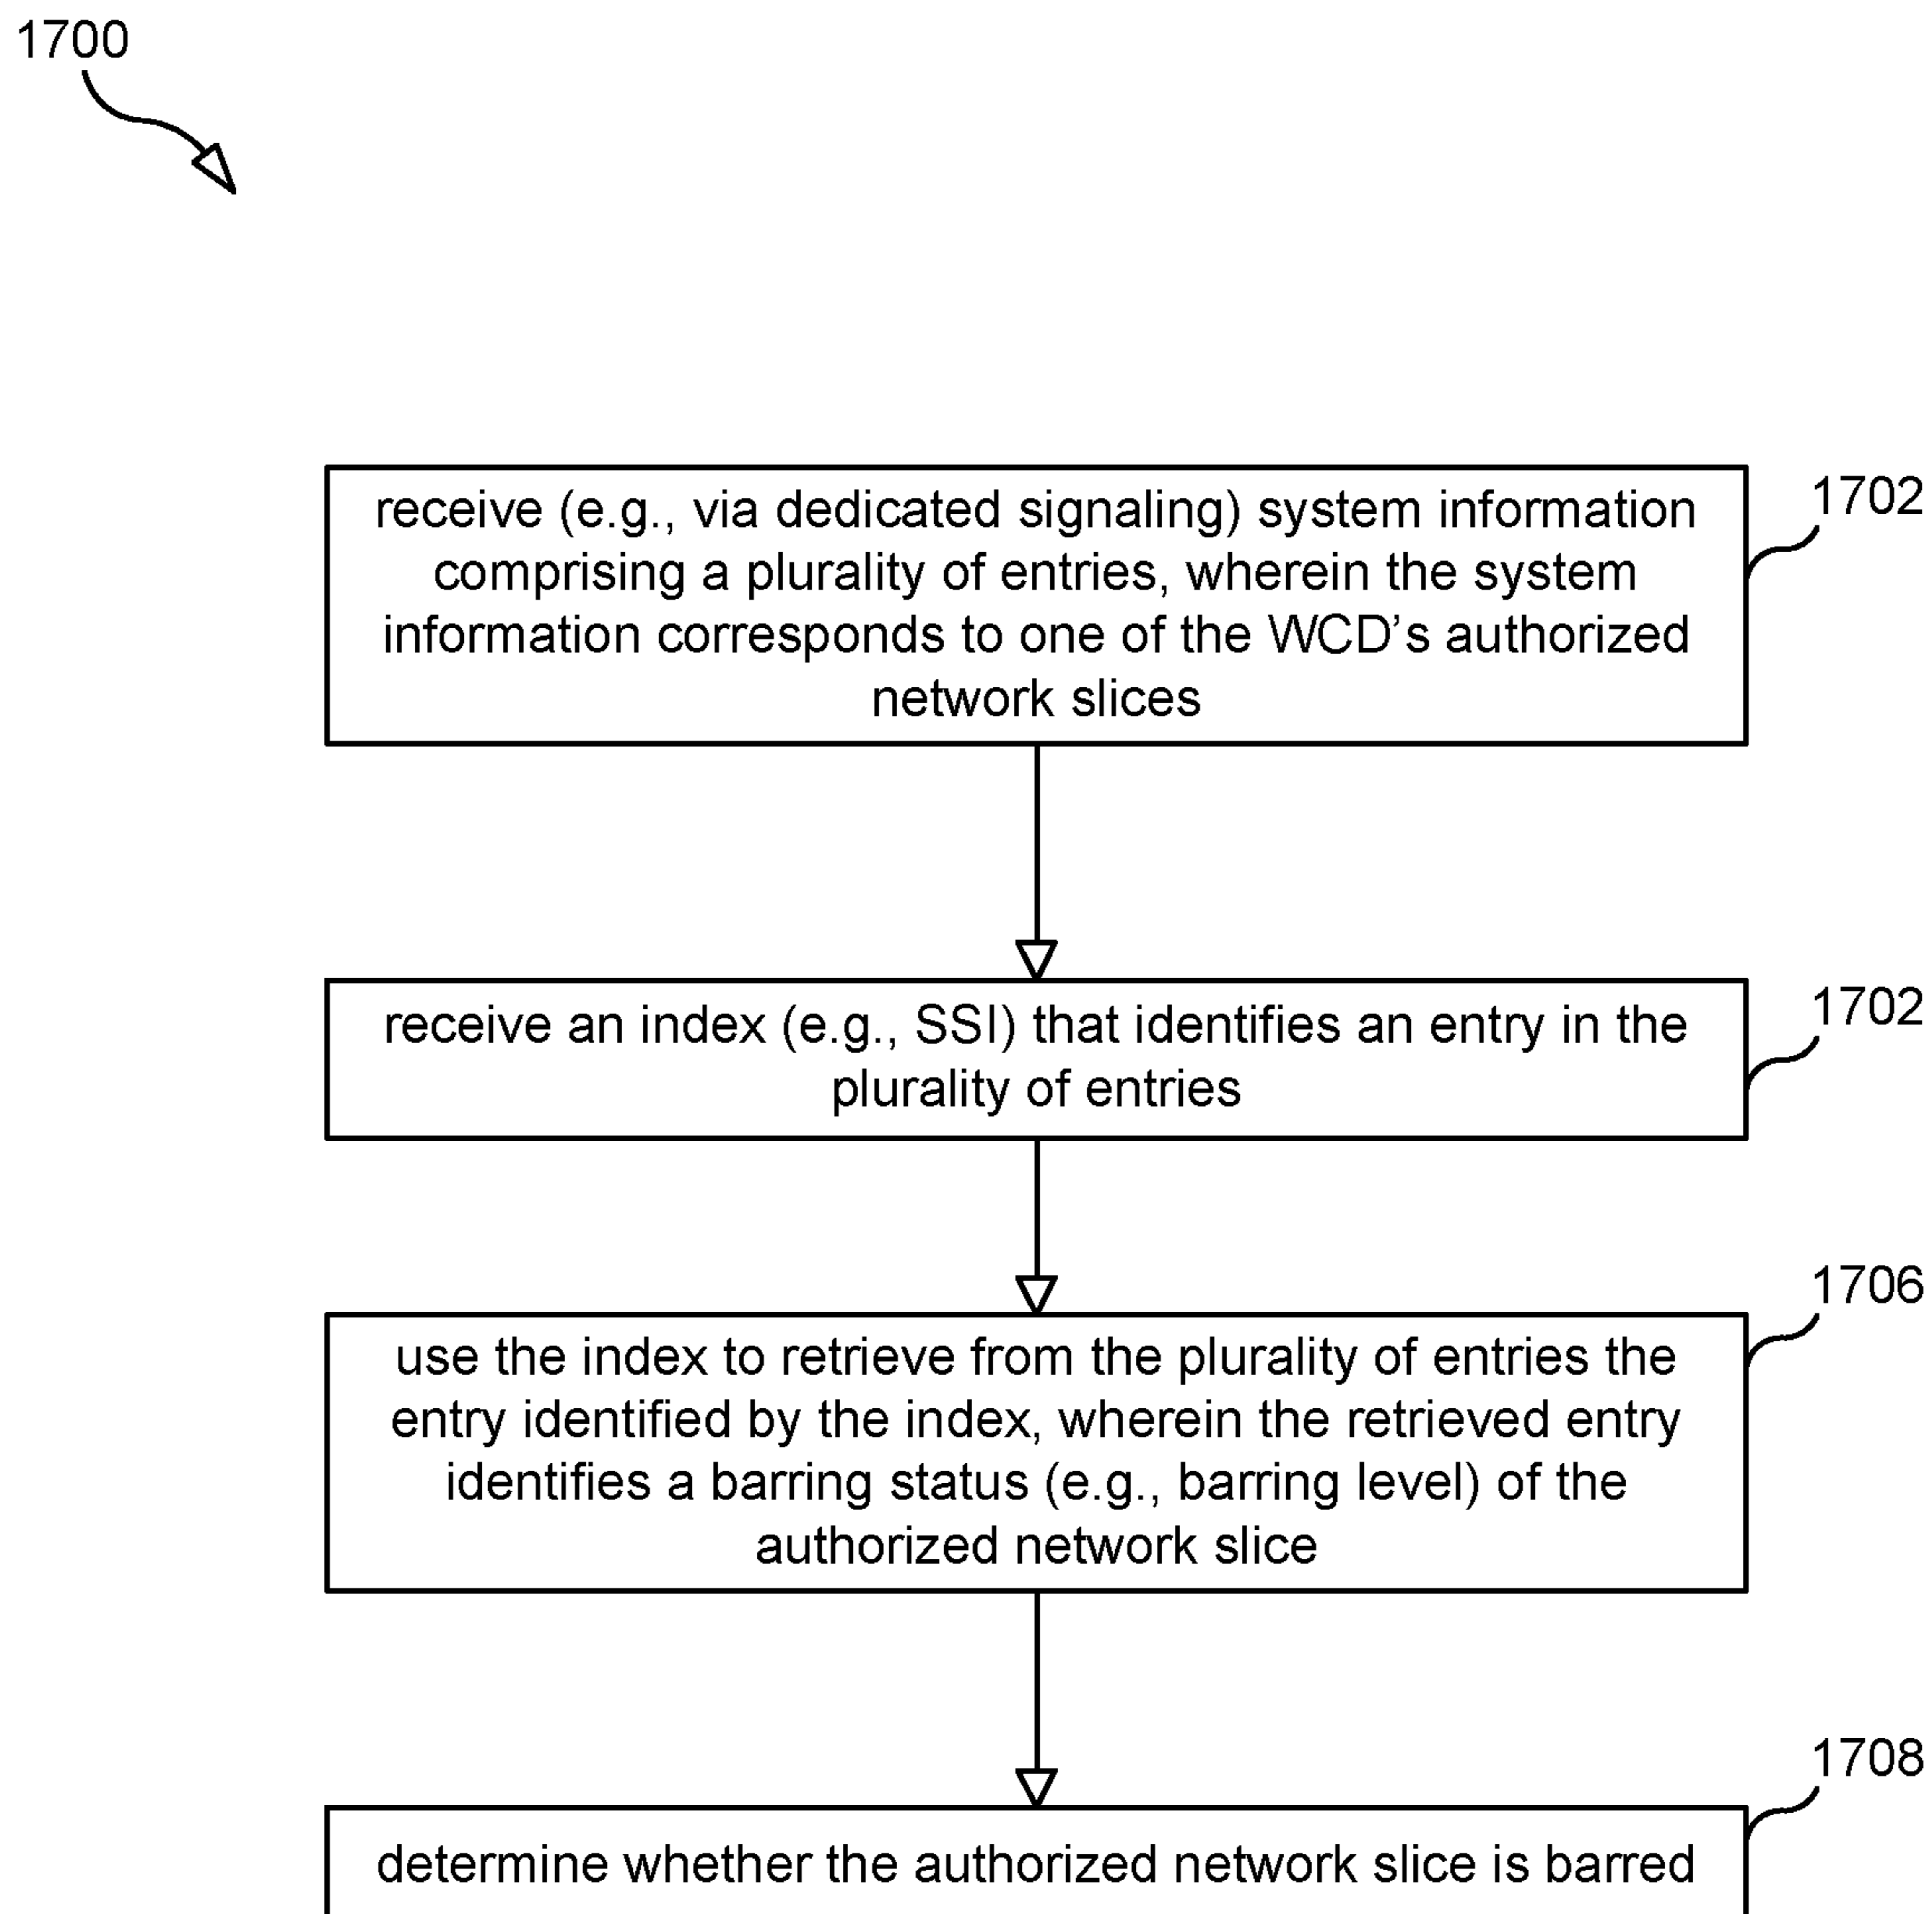 1700
receive (e.g., via dedicated signaling) system information
comprising a plurality of entries, wherein the system
information corresponds to one of the WCD’s authorized
network slices
1702
receive an index (e.g., SSI) that identifies an entry in the
plurality of entries
1702
use the index to retrieve from the plurality of entries the
entry identified by the index, wherein the retrieved entry
identifies a barring status (e.g., barring level) of the
authorized network slice
1706
determine whether the authorized network slice is barred
1708